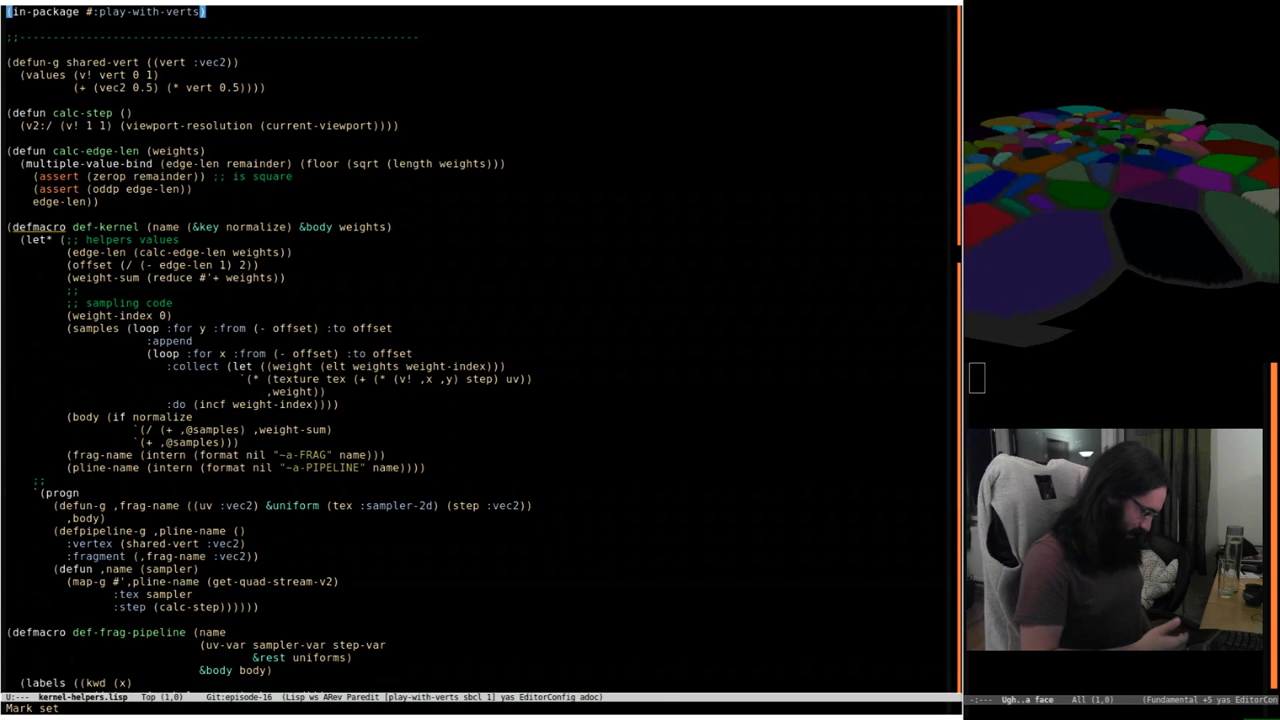 (in-package #:play-with-verts)
;;------------------------------------------------------------
(defun-g shared-vert ((vert :vec2))
  (values (v! vert 0 1)
          (+ (vec2 0.5) (* vert 0.5))))
(defun calc-step ()
  (v2:/ (v! 1 1) (viewport-resolution (current-viewport))))
(defun calc-edge-len (weights)
  (multiple-value-bind (edge-len remainder) (floor (sqrt (length weights)))
    (assert (zerop remainder)) ;; is square
    (assert (oddp edge-len))
    edge-len))
(defmacro def-kernel (name (&key normalize) &body weights)
  (let* (;; helpers values
         (edge-len (calc-edge-len weights))
         (offset (/ (- edge-len 1) 2))
         (weight-sum (reduce #'+ weights))
         ;;
         ;; sampling code
         (weight-index 0)
         (samples (loop :for y :from (- offset) :to offset
                     :append
                     (loop :for x :from (- offset) :to offset
                        :collect (let ((weight (elt weights weight-index)))
                                   `(* (texture tex (+ (* (v! ,x ,y) step) uv))
                                       ,weight))
                        :do (incf weight-index))))
         (body (if normalize
                   `(/ (+ ,@samples) ,weight-sum)
                   `(+ ,@samples)))
         (frag-name (intern (format nil "~a-FRAG" name)))
         (pline-name (intern (format nil "~a-PIPELINE" name))))
    ;;
    `(progn
       (defun-g ,frag-name ((uv :vec2) &uniform (tex :sampler-2d) (step :vec2))
         ,body)
       (defpipeline-g ,pline-name ()
         :vertex (shared-vert :vec2)
         :fragment (,frag-name :vec2))
       (defun ,name (sampler)
         (map-g #',pline-name (get-quad-stream-v2)
                :tex sampler
                :step (calc-step))))))
(defmacro def-frag-pipeline (name
                             (uv-var sampler-var step-var
                                     &rest uniforms)
                             &body body)
  (labels ((kwd (x)
U:--- kernel-helpers.lisp Top (1,0) Git:episode-16 (Lisp ws ARev Paredit [play-with-verts sbcl 1] yas EditorConfig adoc)
Mark set
-:--- Ugh..a face All (1,0) (Fundamental +5 yas EditorCon